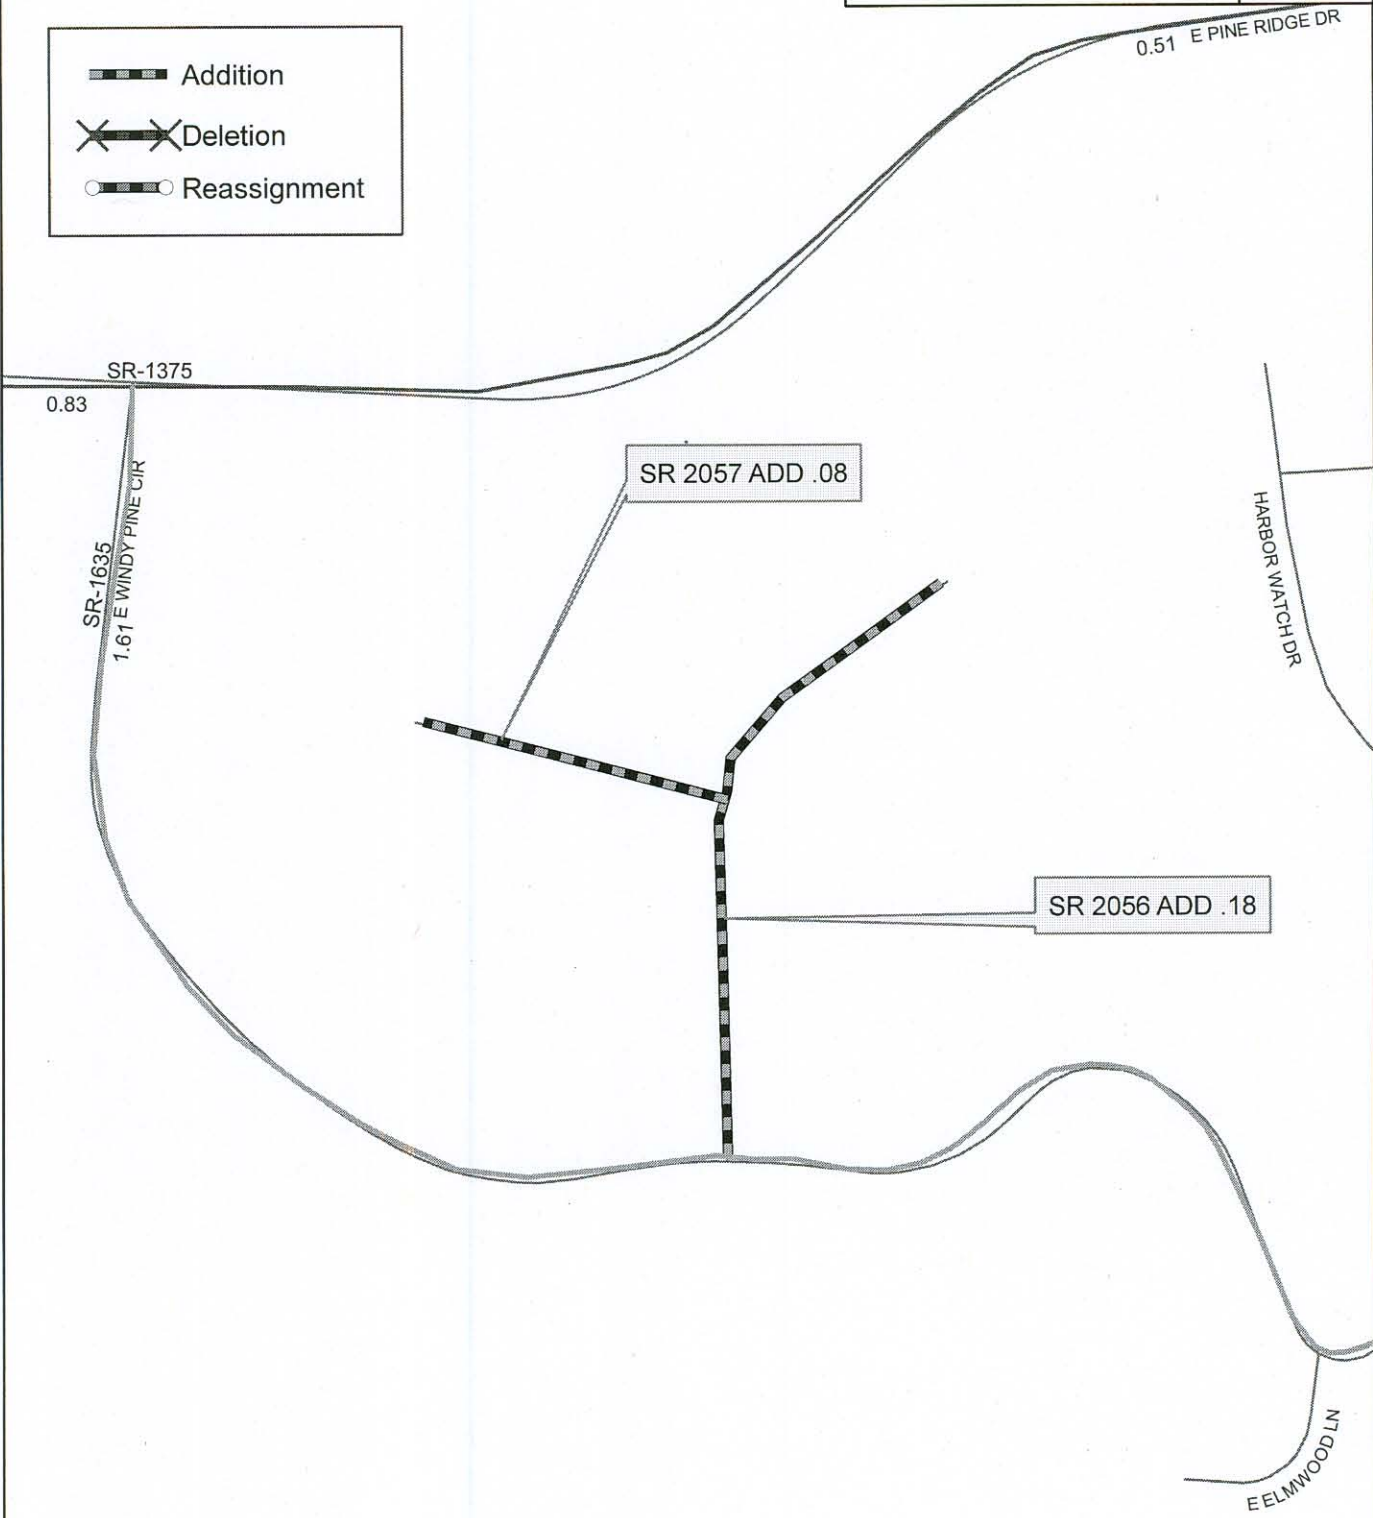 0.51 E PINE RIDGE DR
Addition
Deletion
Reassignment
SR-1375
0.83
SR-1635
1.61 E WINDY PINE CIR
SR 2057 ADD .08
HARBOR WATCH DR
SR 2056 ADD .18
E ELMWOOD LN